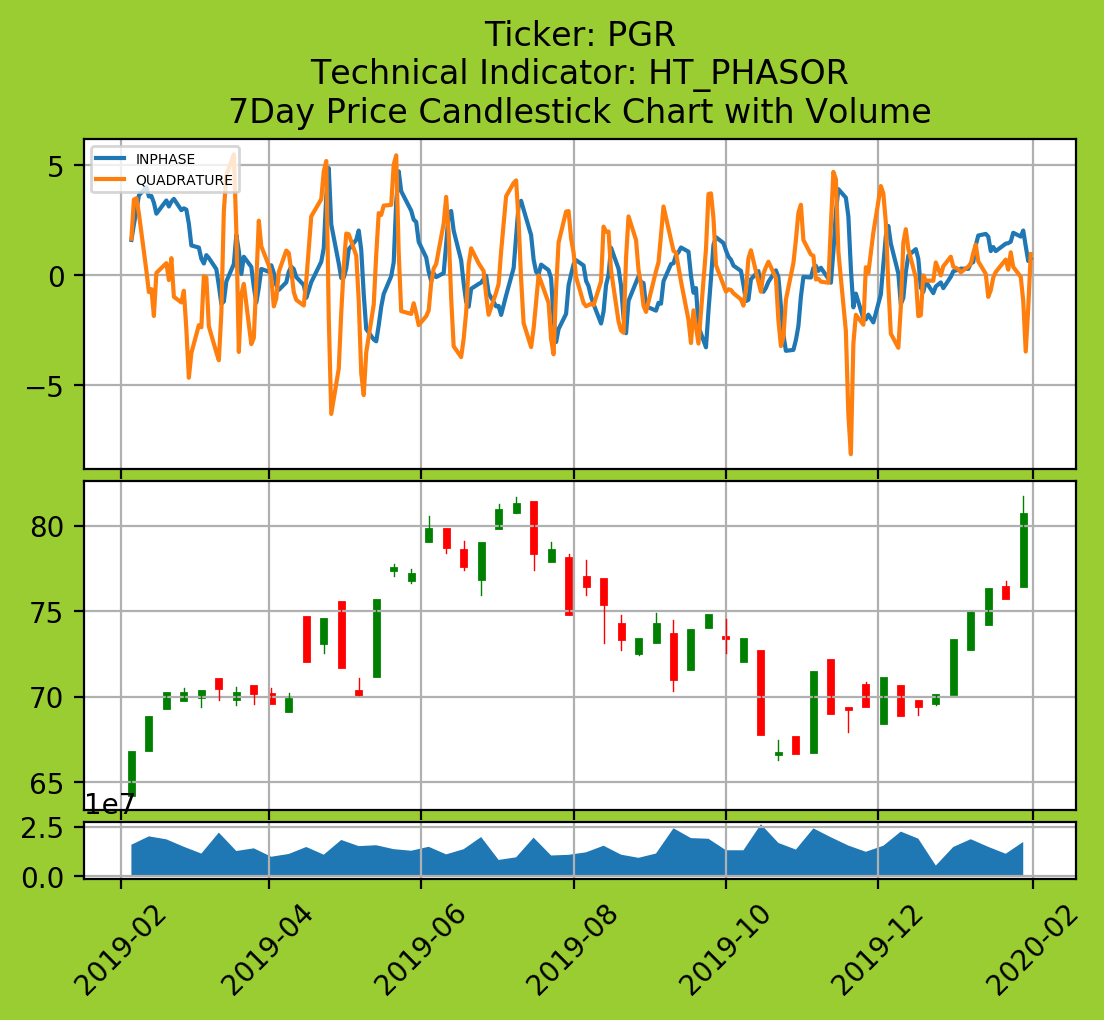 Ticker: PGR
Technical Indicator: HT_PHASOR
7Day Price Candlestick Chart with Volume
INPHASE
QUADRATURE
5
0
−5
80
75
70
65
1e7
2.5
0.0
2019-02
2019-04
2019-06
2019-08
2019-10
2019-12
2020-02